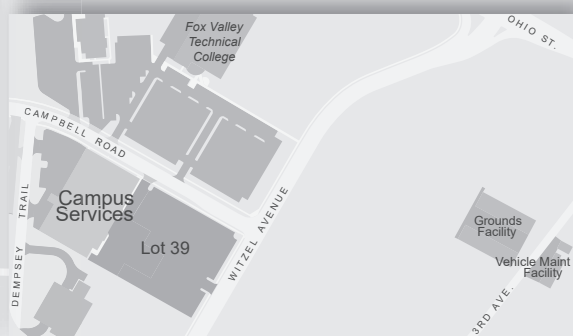 Fox Valley
Technical
College
OHIO ST.
CAMPBELL ROAD
Campus
Services
DEMPSEY TRAIL
Lot 39
WITZEL AVENUE
Grounds
Facility
Vehicle Maint
Facility
3RD AVE.